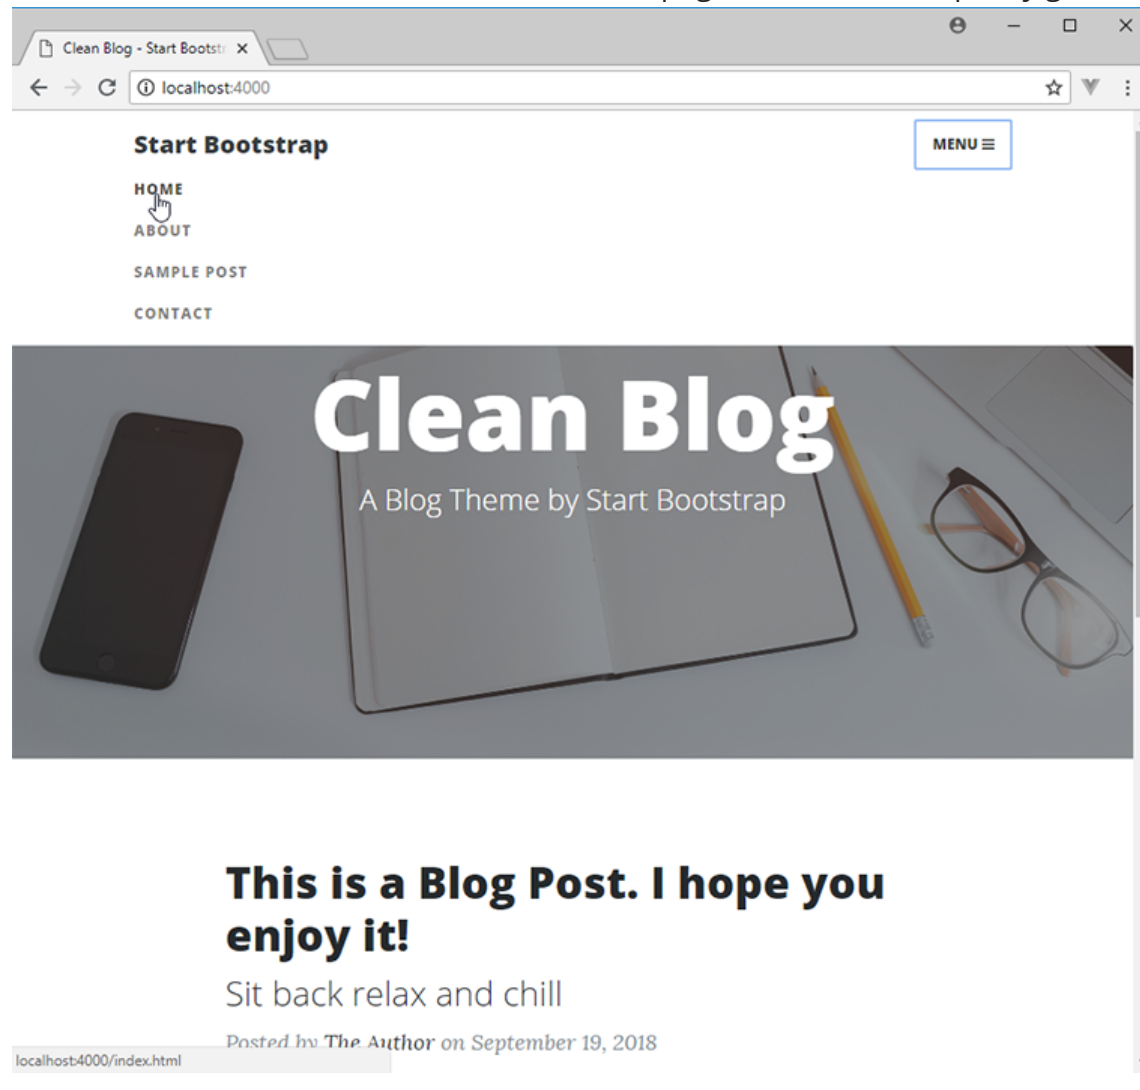 Clean Blog - Start Bootstr
localhost:4000
Start Bootstrap
MENU
HOME
ABOUT
SAMPLE POST
CONTACT
Clean Blog
A Blog Theme by Start Bootstrap
This is a Blog Post. I hope you
enjoy it!
Sit back relax and chill
Posted by The Author on September 19, 2018
localhost:4000/index.html